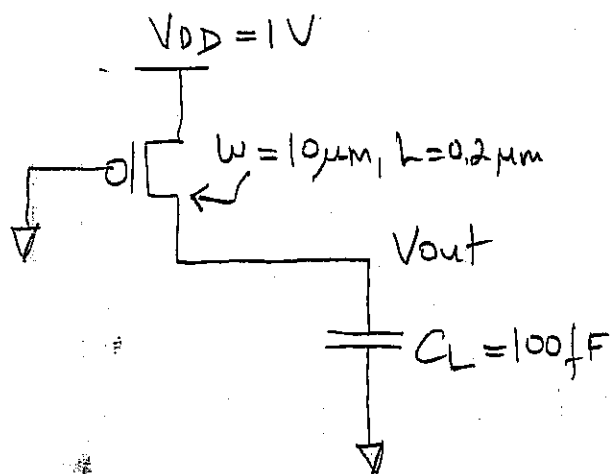 VDD = 1V
W = 10μm, L = 0.2μm
Vout
CL = 100fF